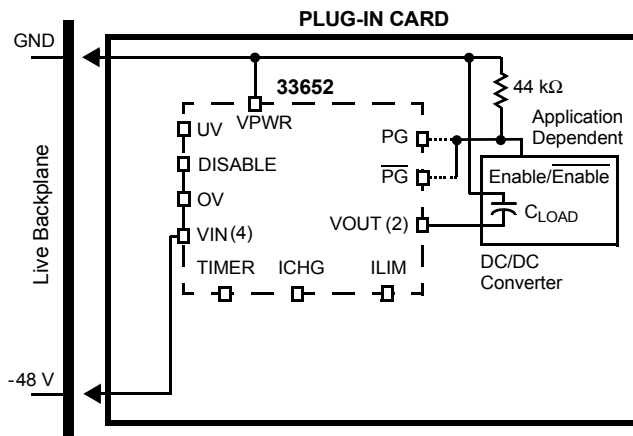 PLUG-IN CARD
GND
33652
44 kΩ
VPWR
UV
PG
Application
Dependent
DISABLE
PG
Enable/Enable
OV
VOUT (2)
CLOAD
VIN (4)
TIMER
ICHG
ILIM
DC/DC
Converter
Live Backplane
-48 V